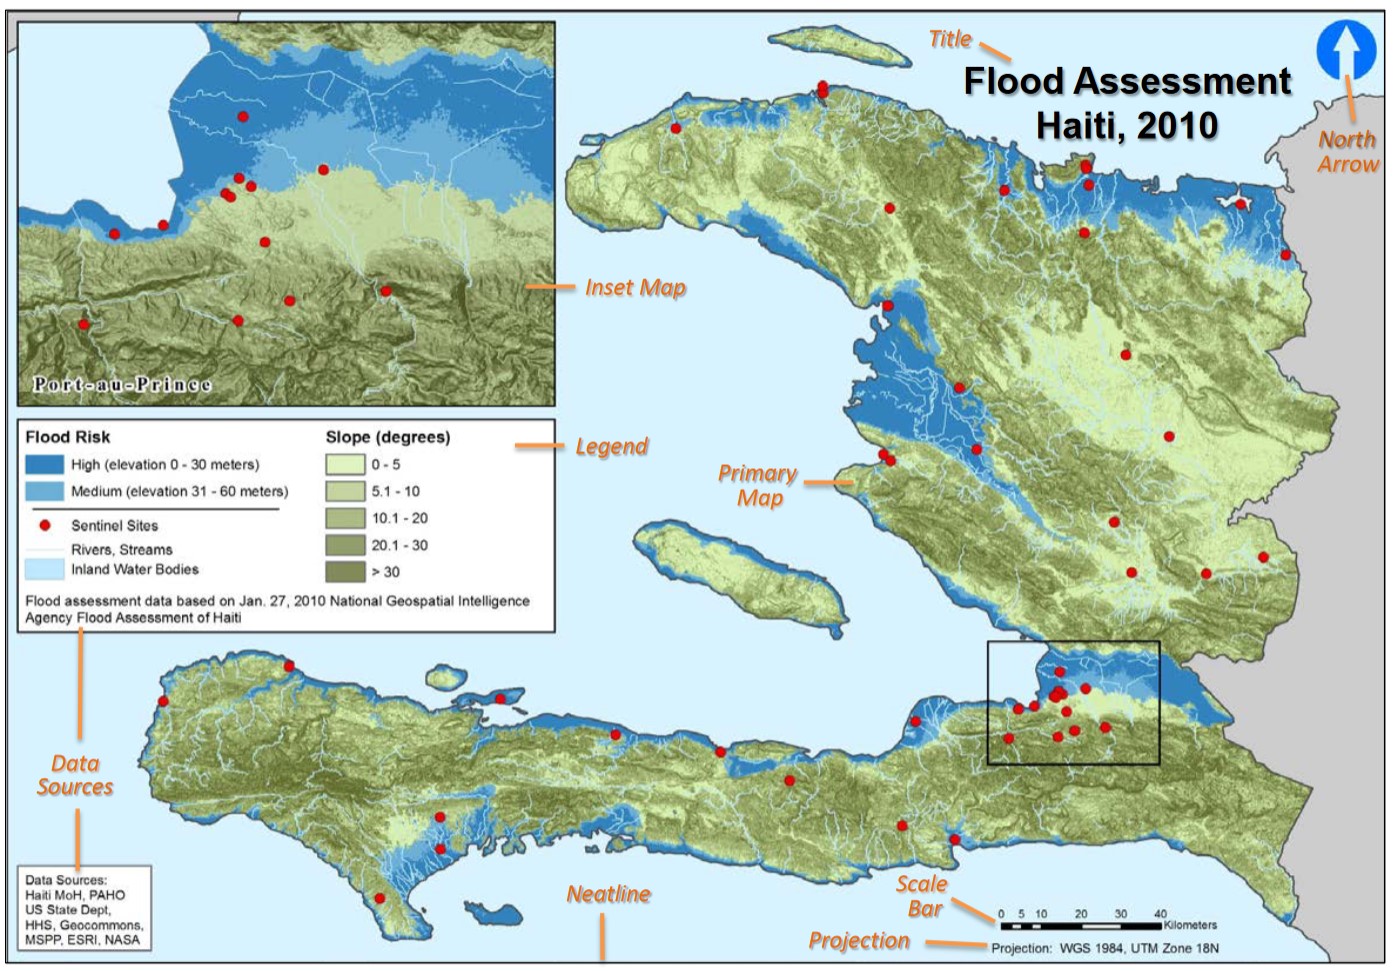 Title
Flood Assessment
Haiti, 2010
North
Arrow
Inset Map
Port-au-Prince
Flood Risk
High (elevation 0 - 30 meters)
Medium (elevation 31 - 60 meters)
Sentinel Sites
Rivers, Streams
Inland Water Bodies
Slope (degrees)
0 - 5
5.1 - 10
10.1 - 20
20.1 - 30
> 30
Flood assessment data based on Jan. 27, 2010 National Geospatial Intelligence
Agency Flood Assessment of Haiti
Legend
Primary
Map
Data
Sources
Data Sources:
Haiti MoH, PAHO
US State Dept,
HHS, Geocommons,
MSPP, ESRI, NASA
Neatline
Scale
Bar
0 5 10 20 30 40
Kilometers
Projection
Projection: WGS 1984, UTM Zone 18N